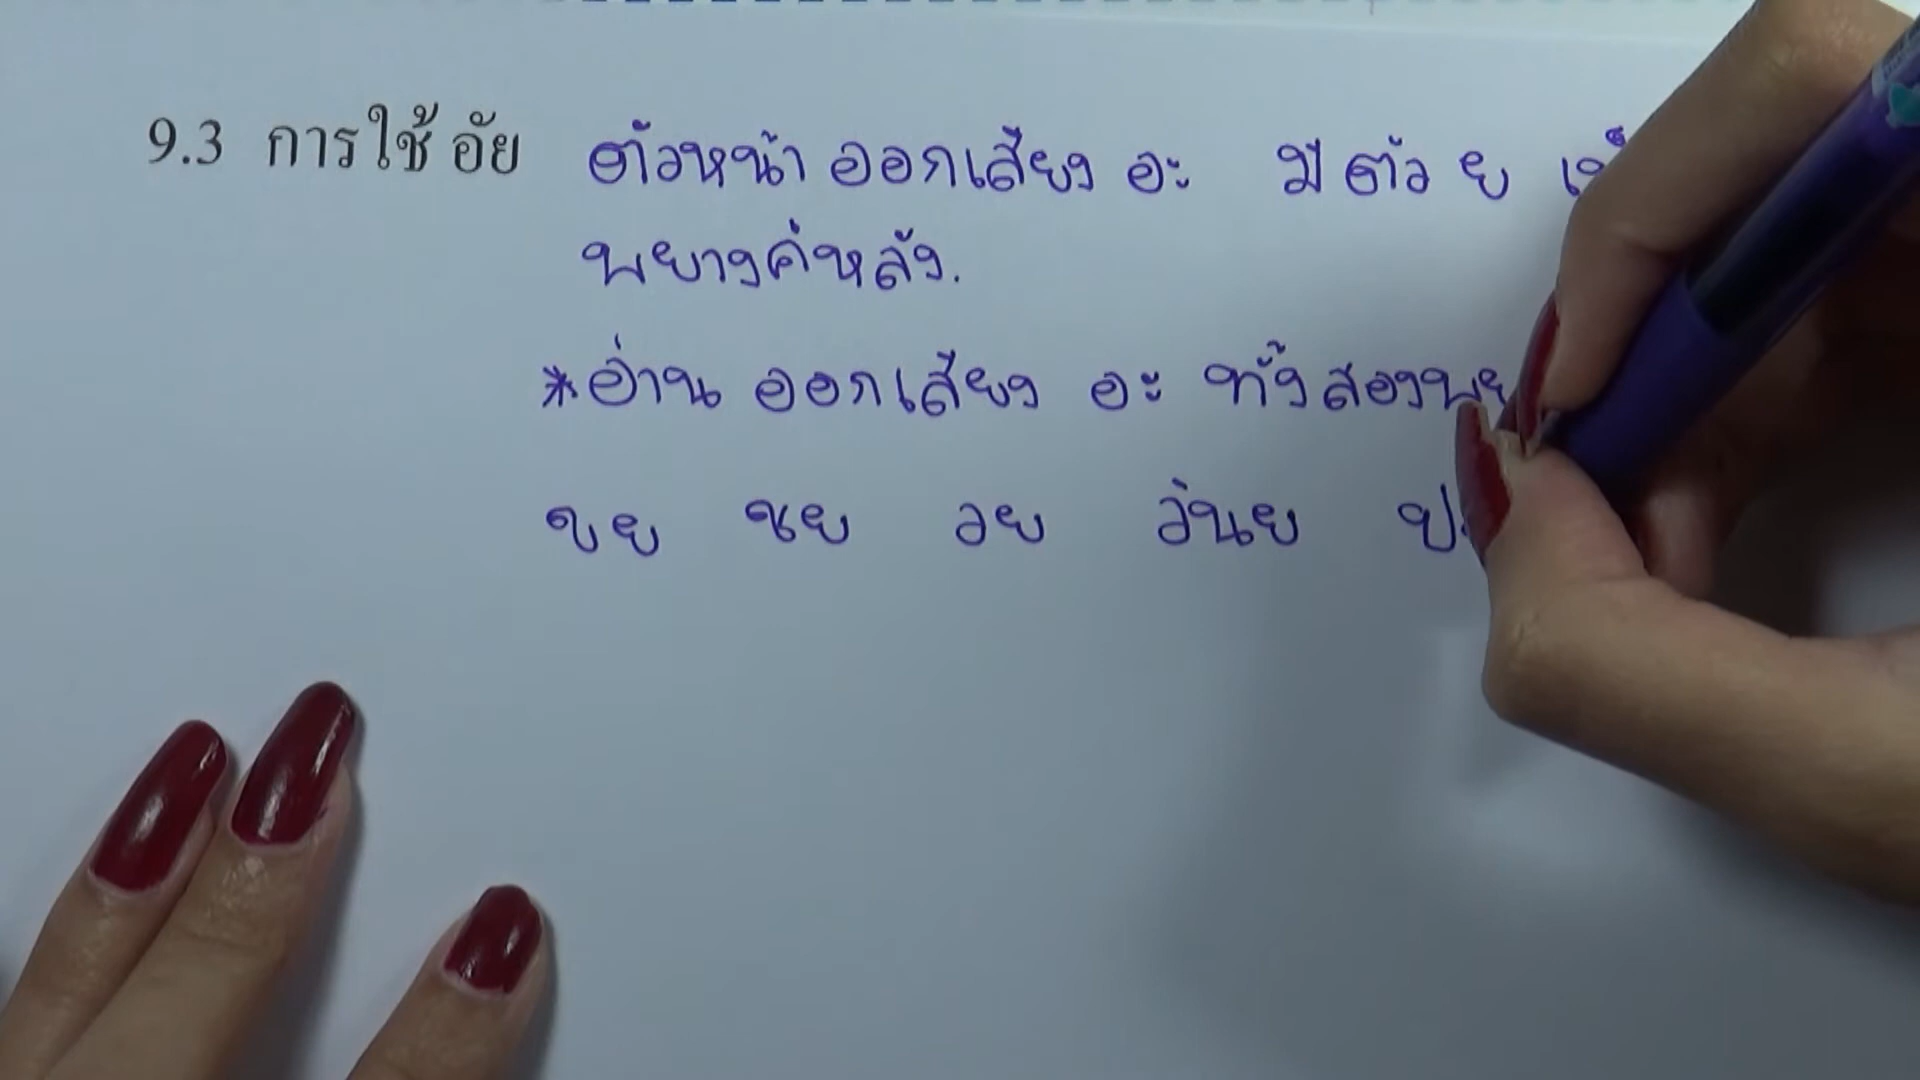 9.3 การใช้ อัย ตัวหน้า ออกเสียง อะ มีตัว ย
พยางค์หลัง.
*อ่าน ออกเสียง อะ ทั้งสอง
ขย ชย วย วันย